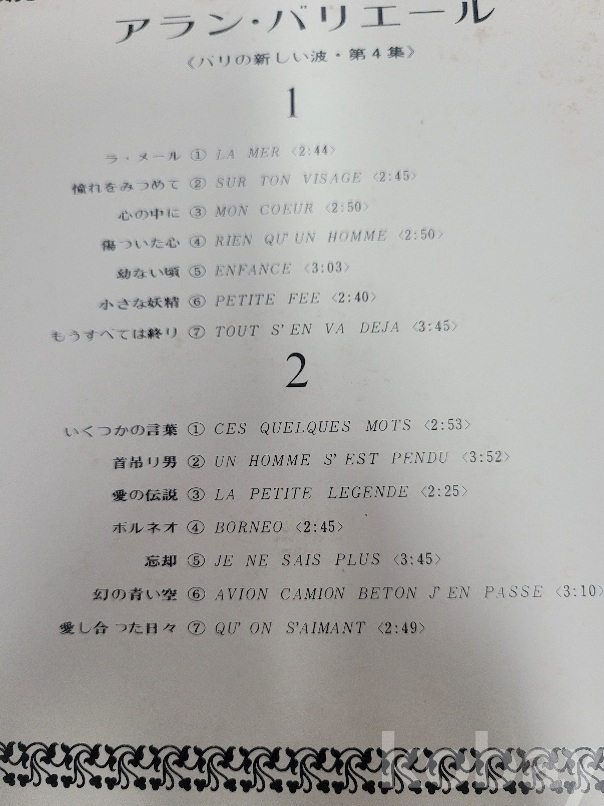 アラン・バリエール
《パリの新しい波・第4集》
1
ラ・メール ① LA MER <2:44>
憧れをみつめて ② SUR TON VISAGE <2:45>
心の中に ③ MON COEUR <2:50>
傷ついた心 ④ RIEN QU'UN HOMME <2:50>
幼ない頃 ⑤ ENFANCE <3:03>
小さな妖精 ⑥ PETITE FEE <2:40>
もうすべては終り ⑦ TOUT S'EN VA DEJA <3:45>
2
いくつかの言葉 ① CES QUELQUES MOTS <2:53>
首吊り男 ② UN HOMME S'EST PENDU <3:52>
愛の伝説 ③ LA PETITE LEGENDE <2:25>
ボルネオ ④ BORNEO <2:45>
忘却 ⑤ JE NE SAIS PLUS <3:45>
幻の青い空 ⑥ AVION CAMION BETON J'EN PASSE <3:10>
愛し合った日々 ⑦ QU'ON S'AIMANT <2:49>